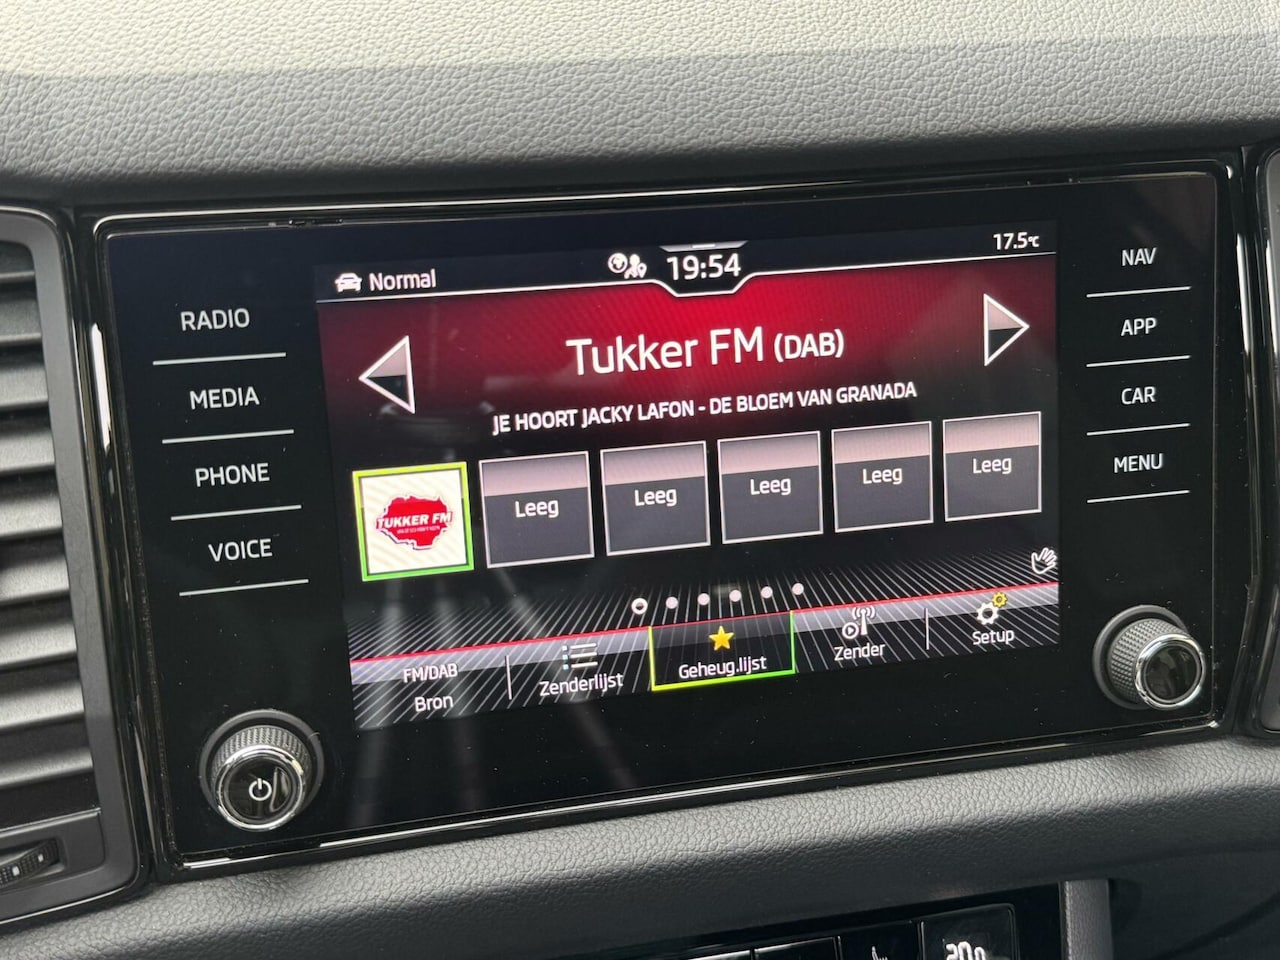 Normal
19:54
17.5°C
RADIO
MEDIA
PHONE
VOICE
NAV
APP
CAR
MENU
Tukker FM (DAB)
JE HOORT JACKY LAFON - DE BLOEM VAN GRANADA
TUKKER FM
Leeg
Leeg
Leeg
Leeg
Leeg
FM/DAB
Bron
Zenderlijst
Geheug.lijst
Zender
Setup